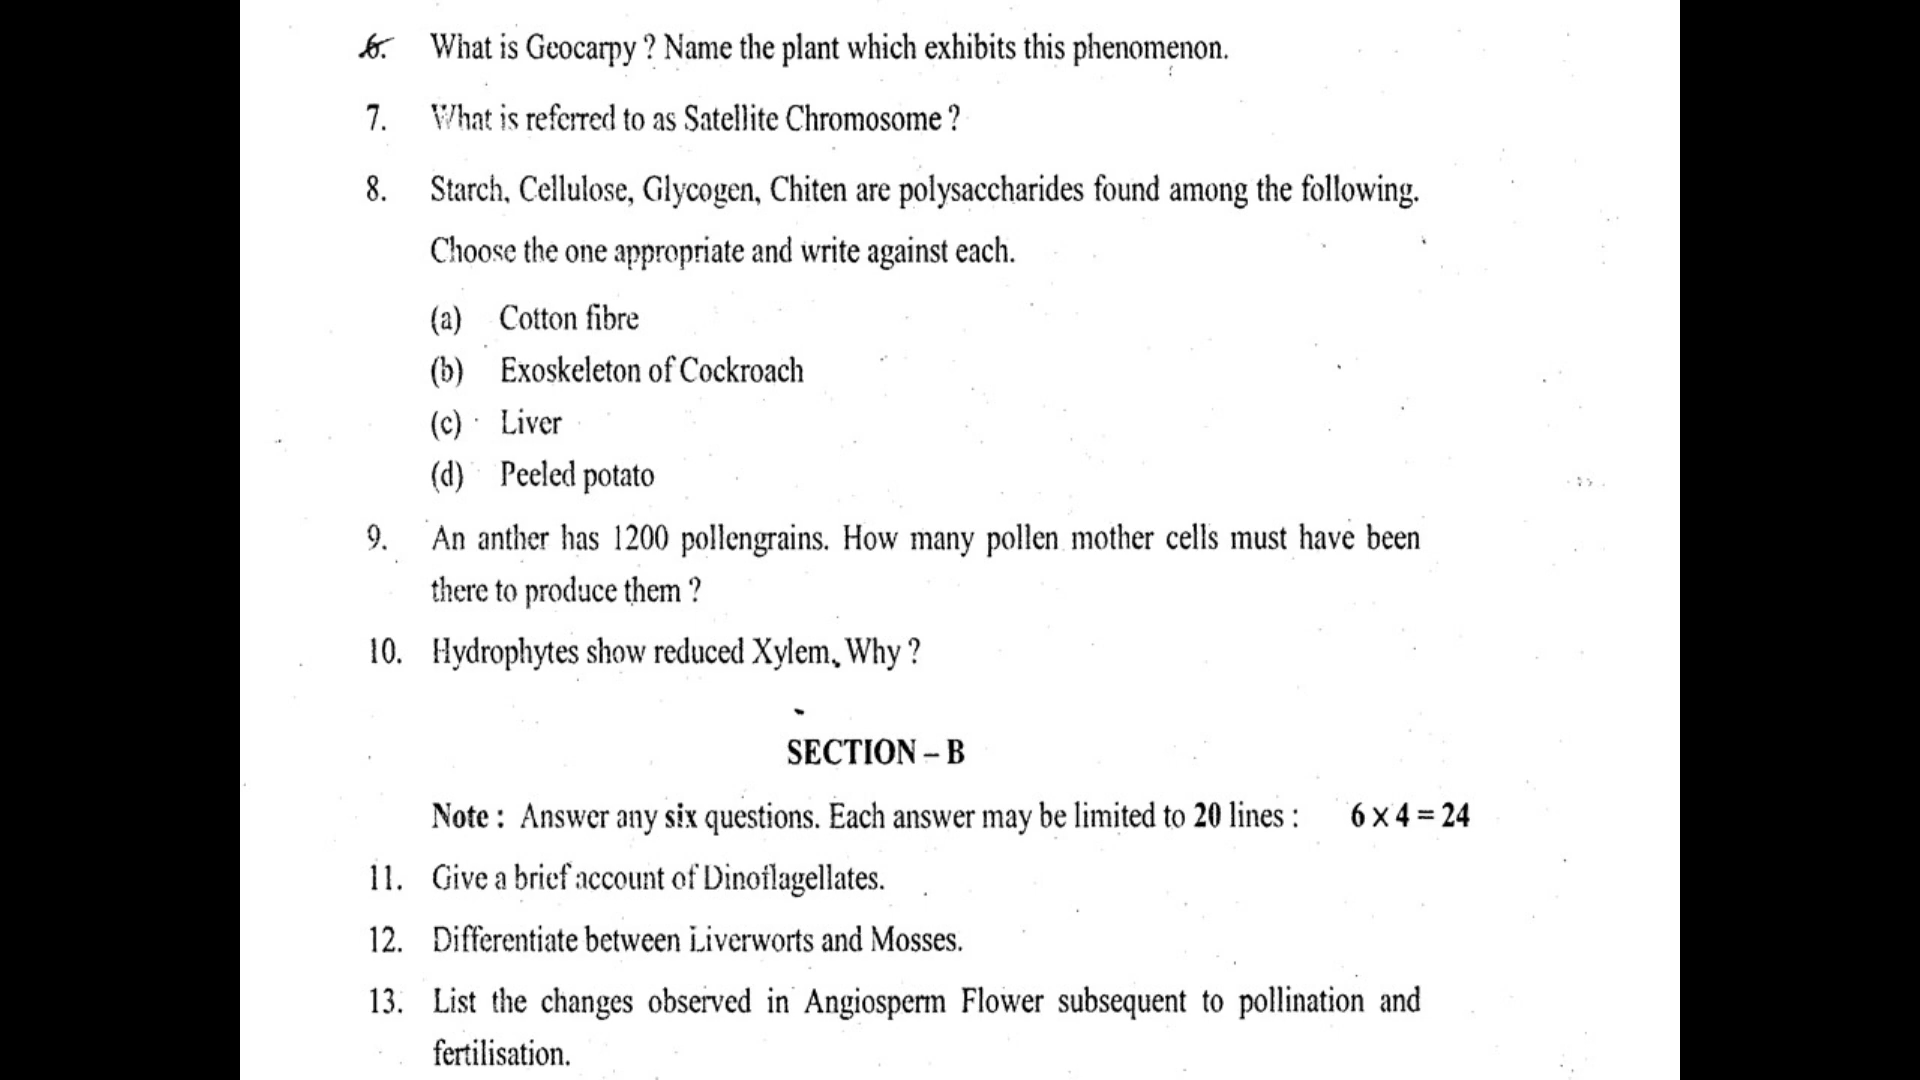 6. What is Geocarpy ? Name the plant which exhibits this phenomenon.
7. What is referred to as Satellite Chromosome ?
8. Starch, Cellulose, Glycogen, Chiten are polysaccharides found among the following.
Choose the one appropriate and write against each.
(a) Cotton fibre
(b) Exoskeleton of Cockroach
(c) Liver
(d) Peeled potato
9. An anther has 1200 pollengrains. How many pollen mother cells must have been
there to produce them ?
10. Hydrophytes show reduced Xylem. Why ?
SECTION – B
Note : Answer any six questions. Each answer may be limited to 20 lines : 6 × 4 = 24
11. Give a brief account of Dinoflagellates.
12. Differentiate between Liverworts and Mosses.
13. List the changes observed in Angiosperm Flower subsequent to pollination and
fertilisation.